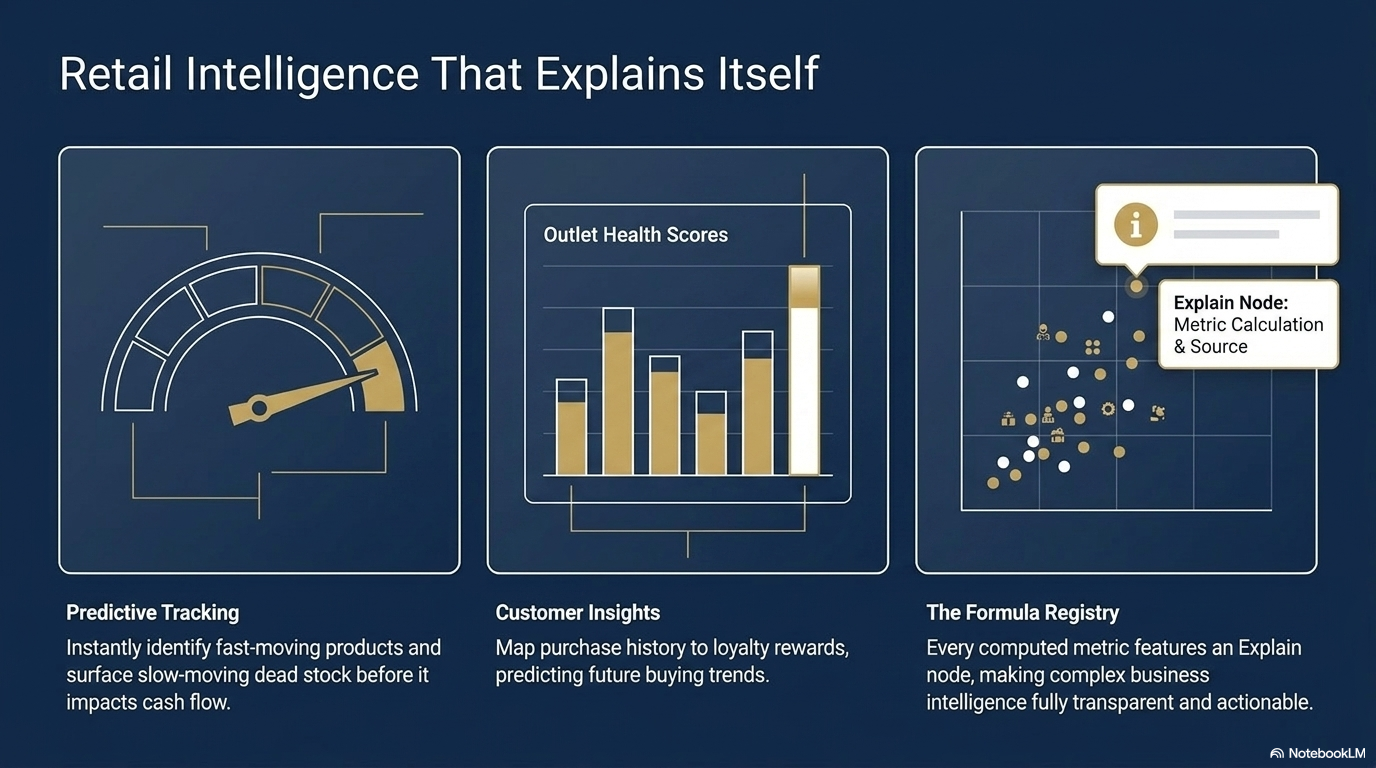 Retail Intelligence That Explains Itself
Outlet Health Scores
i
Explain Node:
Metric Calculation
& Source
Predictive Tracking
Instantly identify fast-moving products and
surface slow-moving dead stock before it
impacts cash flow.
Customer Insights
Map purchase history to loyalty rewards,
predicting future buying trends.
The Formula Registry
Every computed metric features an Explain
node, making complex business
intelligence fully transparent and actionable.
NotebookLM